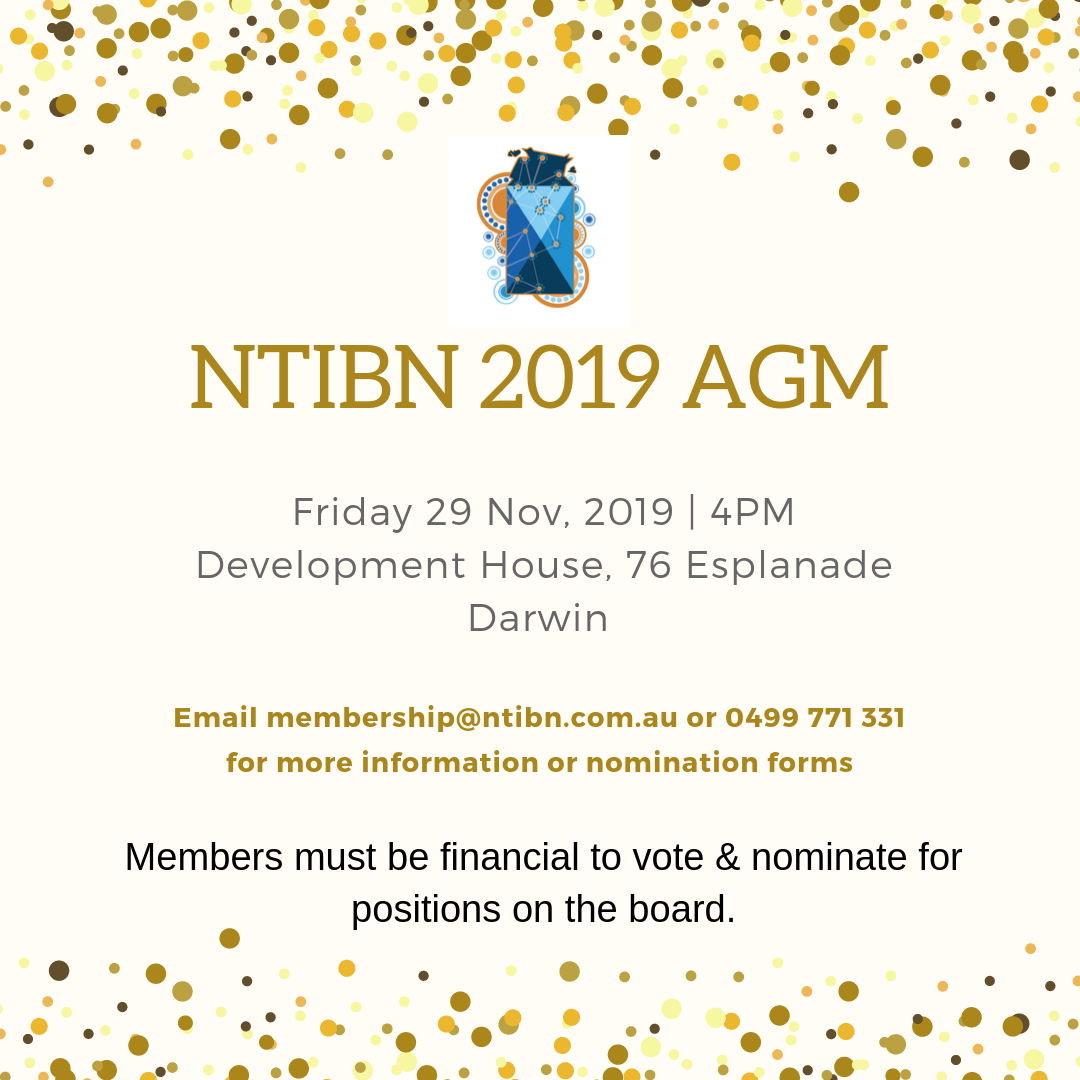 NTIBN 2019 AGM
Friday 29 Nov, 2019 | 4PM
Development House, 76 Esplanade
Darwin
Email membership@ntibn.com.au or 0499 771 331
for more information or nomination forms
Members must be financial to vote & nominate for
positions on the board.